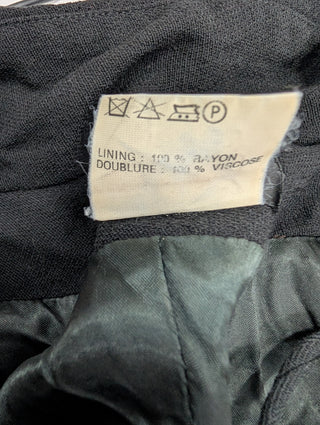 P
LINING : 100 % RAYON
DOUBLURE : 100 % VISCOSE